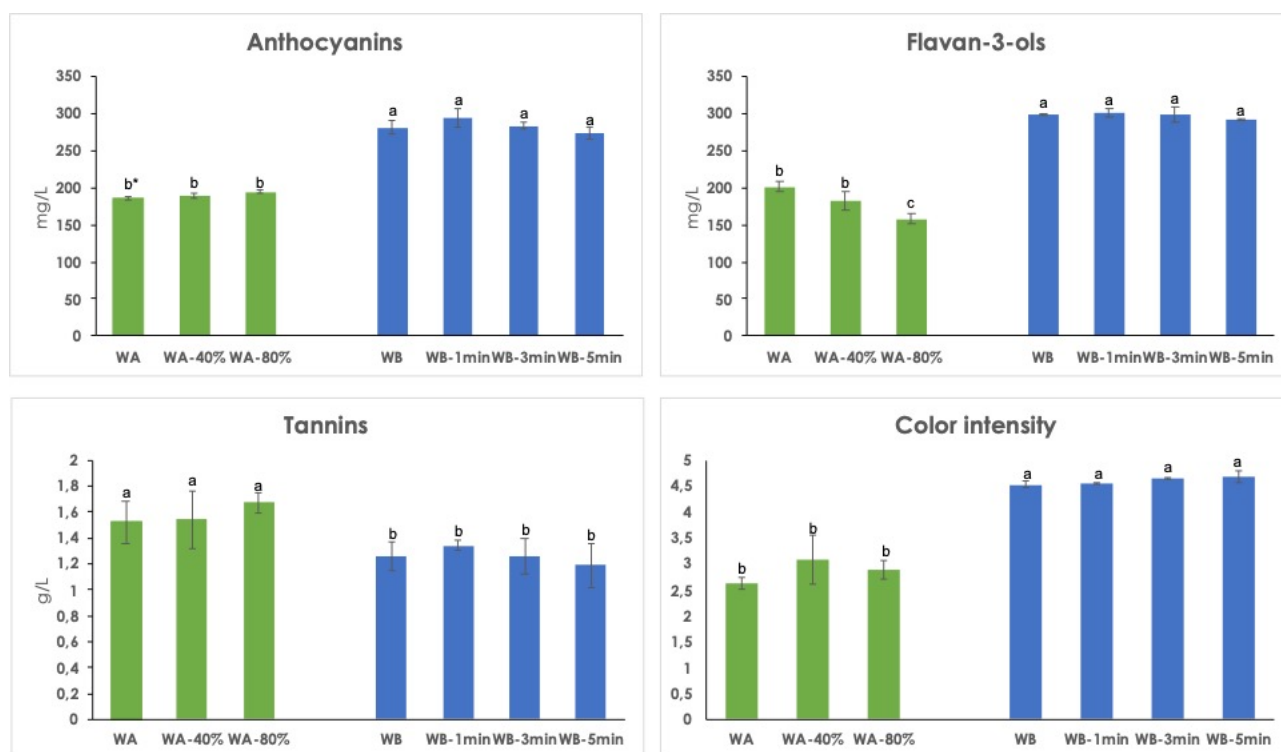 Anthocyanins
350
300
250
200
150
100
50
0
mg/L
b*
b
b
a
a
a
a
WA
WA-40%
WA-80%
WB
WB-1min
WB-3min
WB-5min
Flavan-3-ols
350
300
250
200
150
100
50
0
mg/L
b
b
c
a
a
a
a
WA
WA-40%
WA-80%
WB
WB-1min
WB-3min
WB-5min
Tannins
2
1,8
1,6
1,4
1,2
1
0,8
0,6
0,4
0,2
0
g/L
a
a
a
b
b
b
b
WA
WA-40%
WA-80%
WB
WB-1min
WB-3min
WB-5min
Color intensity
5
4,5
4
3,5
3
2,5
2
1,5
1
0,5
0
b
b
b
a
a
a
a
WA
WA-40%
WA-80%
WB
WB-1min
WB-3min
WB-5min